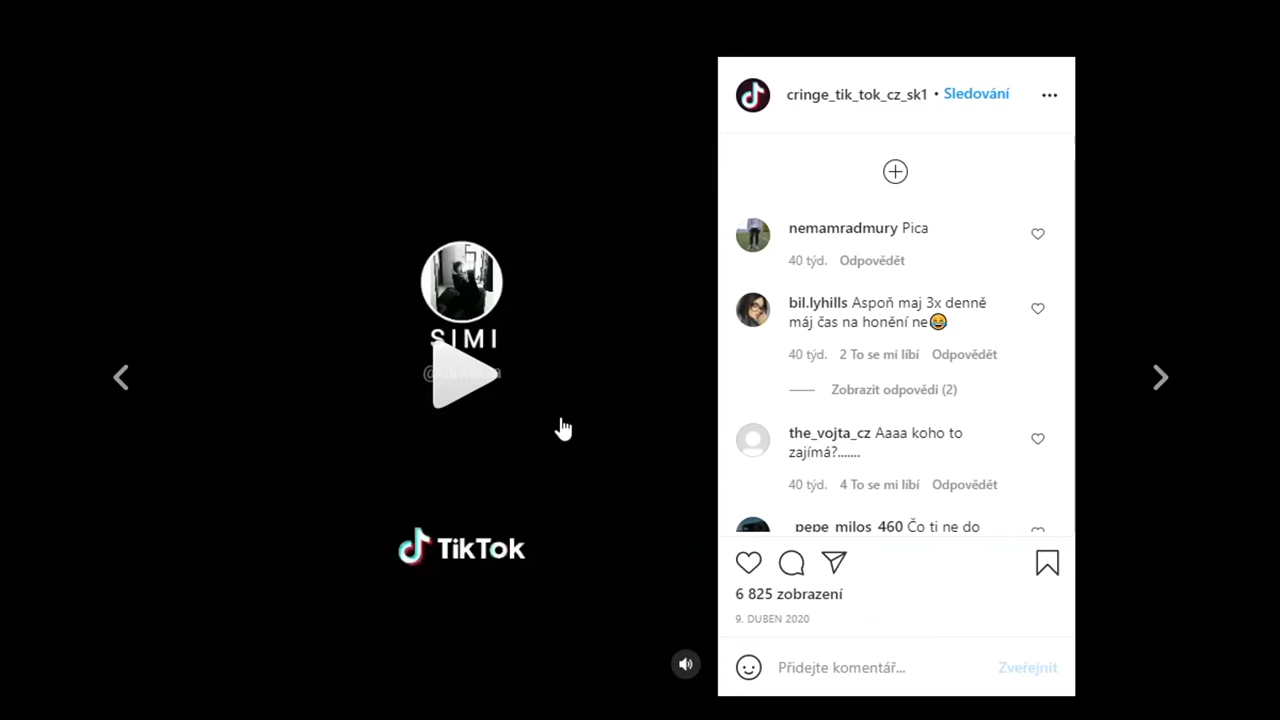 SIMI
TikTok
cringe_tik_tok_cz_sk1 • Sledování
nemamradmury Pica
40 týd. Odpovědět
bil.lyhills Aspoň maj 3x denně
máj čas na honění ne😂
40 týd. 2 To se mi líbí Odpovědět
Zobrazit odpovědi (2)
the_vojta_cz Aaaa koho to
zajímá?.......
40 týd. 4 To se mi líbí Odpovědět
_pepe_milos_460 Čo ti ne do
6 825 zobrazení
9. DUBEN 2020
Přidejte komentář...
Zveřejnit